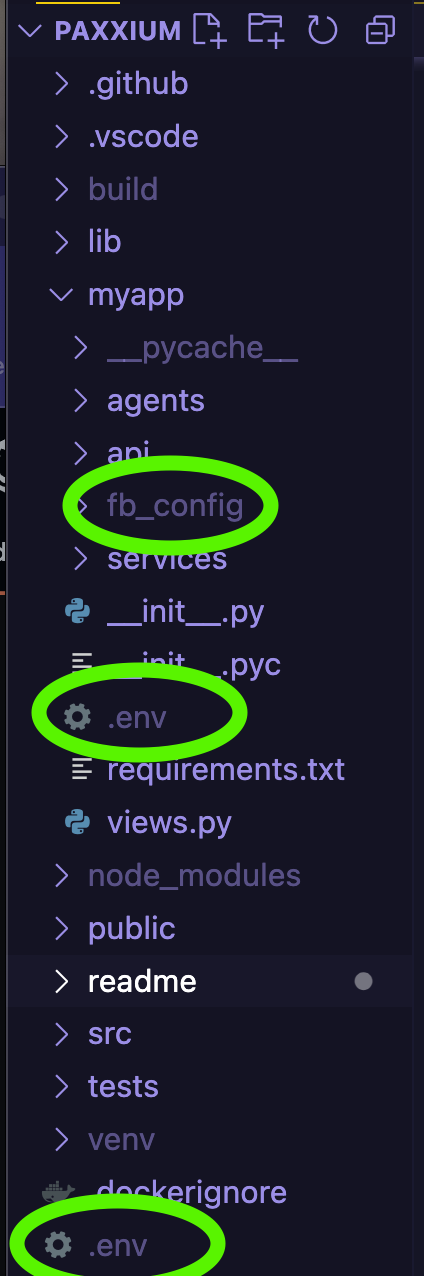 PAXXIUM
.github
.vscode
build
lib
myapp
__pycache__
agents
api
fb_config
services
__init__.py
__init__.pyc
.env
requirements.txt
views.py
node_modules
public
readme
src
tests
venv
.dockerignore
.env